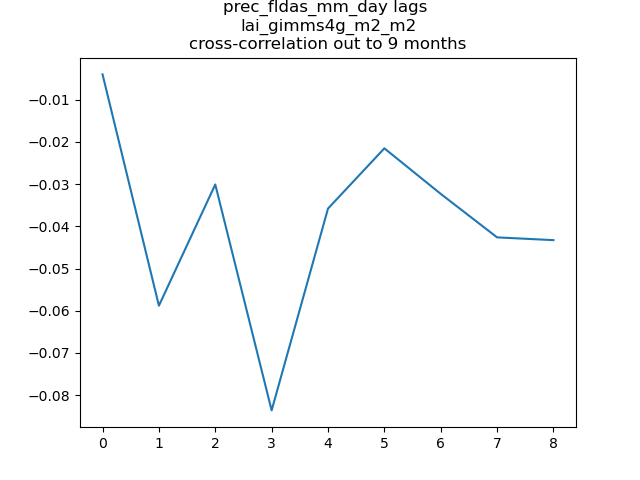 prec_fldas_mm_day lags
lai_gimms4g_m2_m2
cross-correlation out to 9 months
−0.01
−0.02
−0.03
−0.04
−0.05
−0.06
−0.07
−0.08
0 1 2 3 4 5 6 7 8